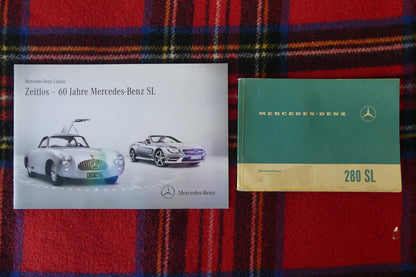 Mercedes-Benz Classic
Zeitlos – 60 Jahre Mercedes-Benz SL
Mercedes-Benz
MERCEDES-BENZ
280 SL